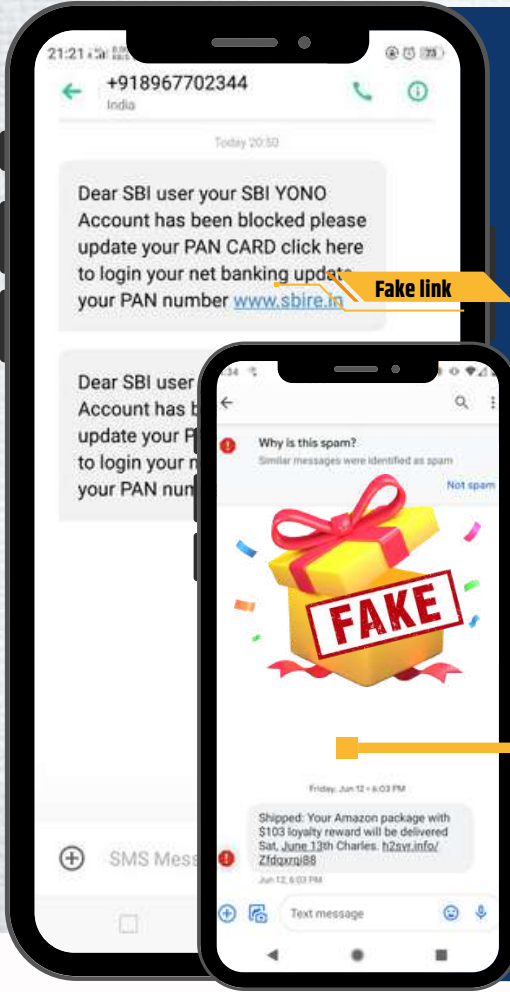 21:21
73
+918967702344
India
Today 20:50
Dear SBI user your SBI YONO
Account has been blocked please
update your PAN CARD click here
to login your net banking update
your PAN number www.sbire.in
Fake link
Dear SBI user
Account has
update your
to login your
your PAN
SMS
:34
Why is this spam?
Similar messages were identified as spam
Not spam
FAKE
Friday, Jun 12 • 6:03 PM
Shipped: Your Amazon package with
$103 loyalty reward will be delivered
Sat, June 13th Charles. h2svr.info/
Zfdqxrqi88
Jun 12, 6:03 PM
Text message